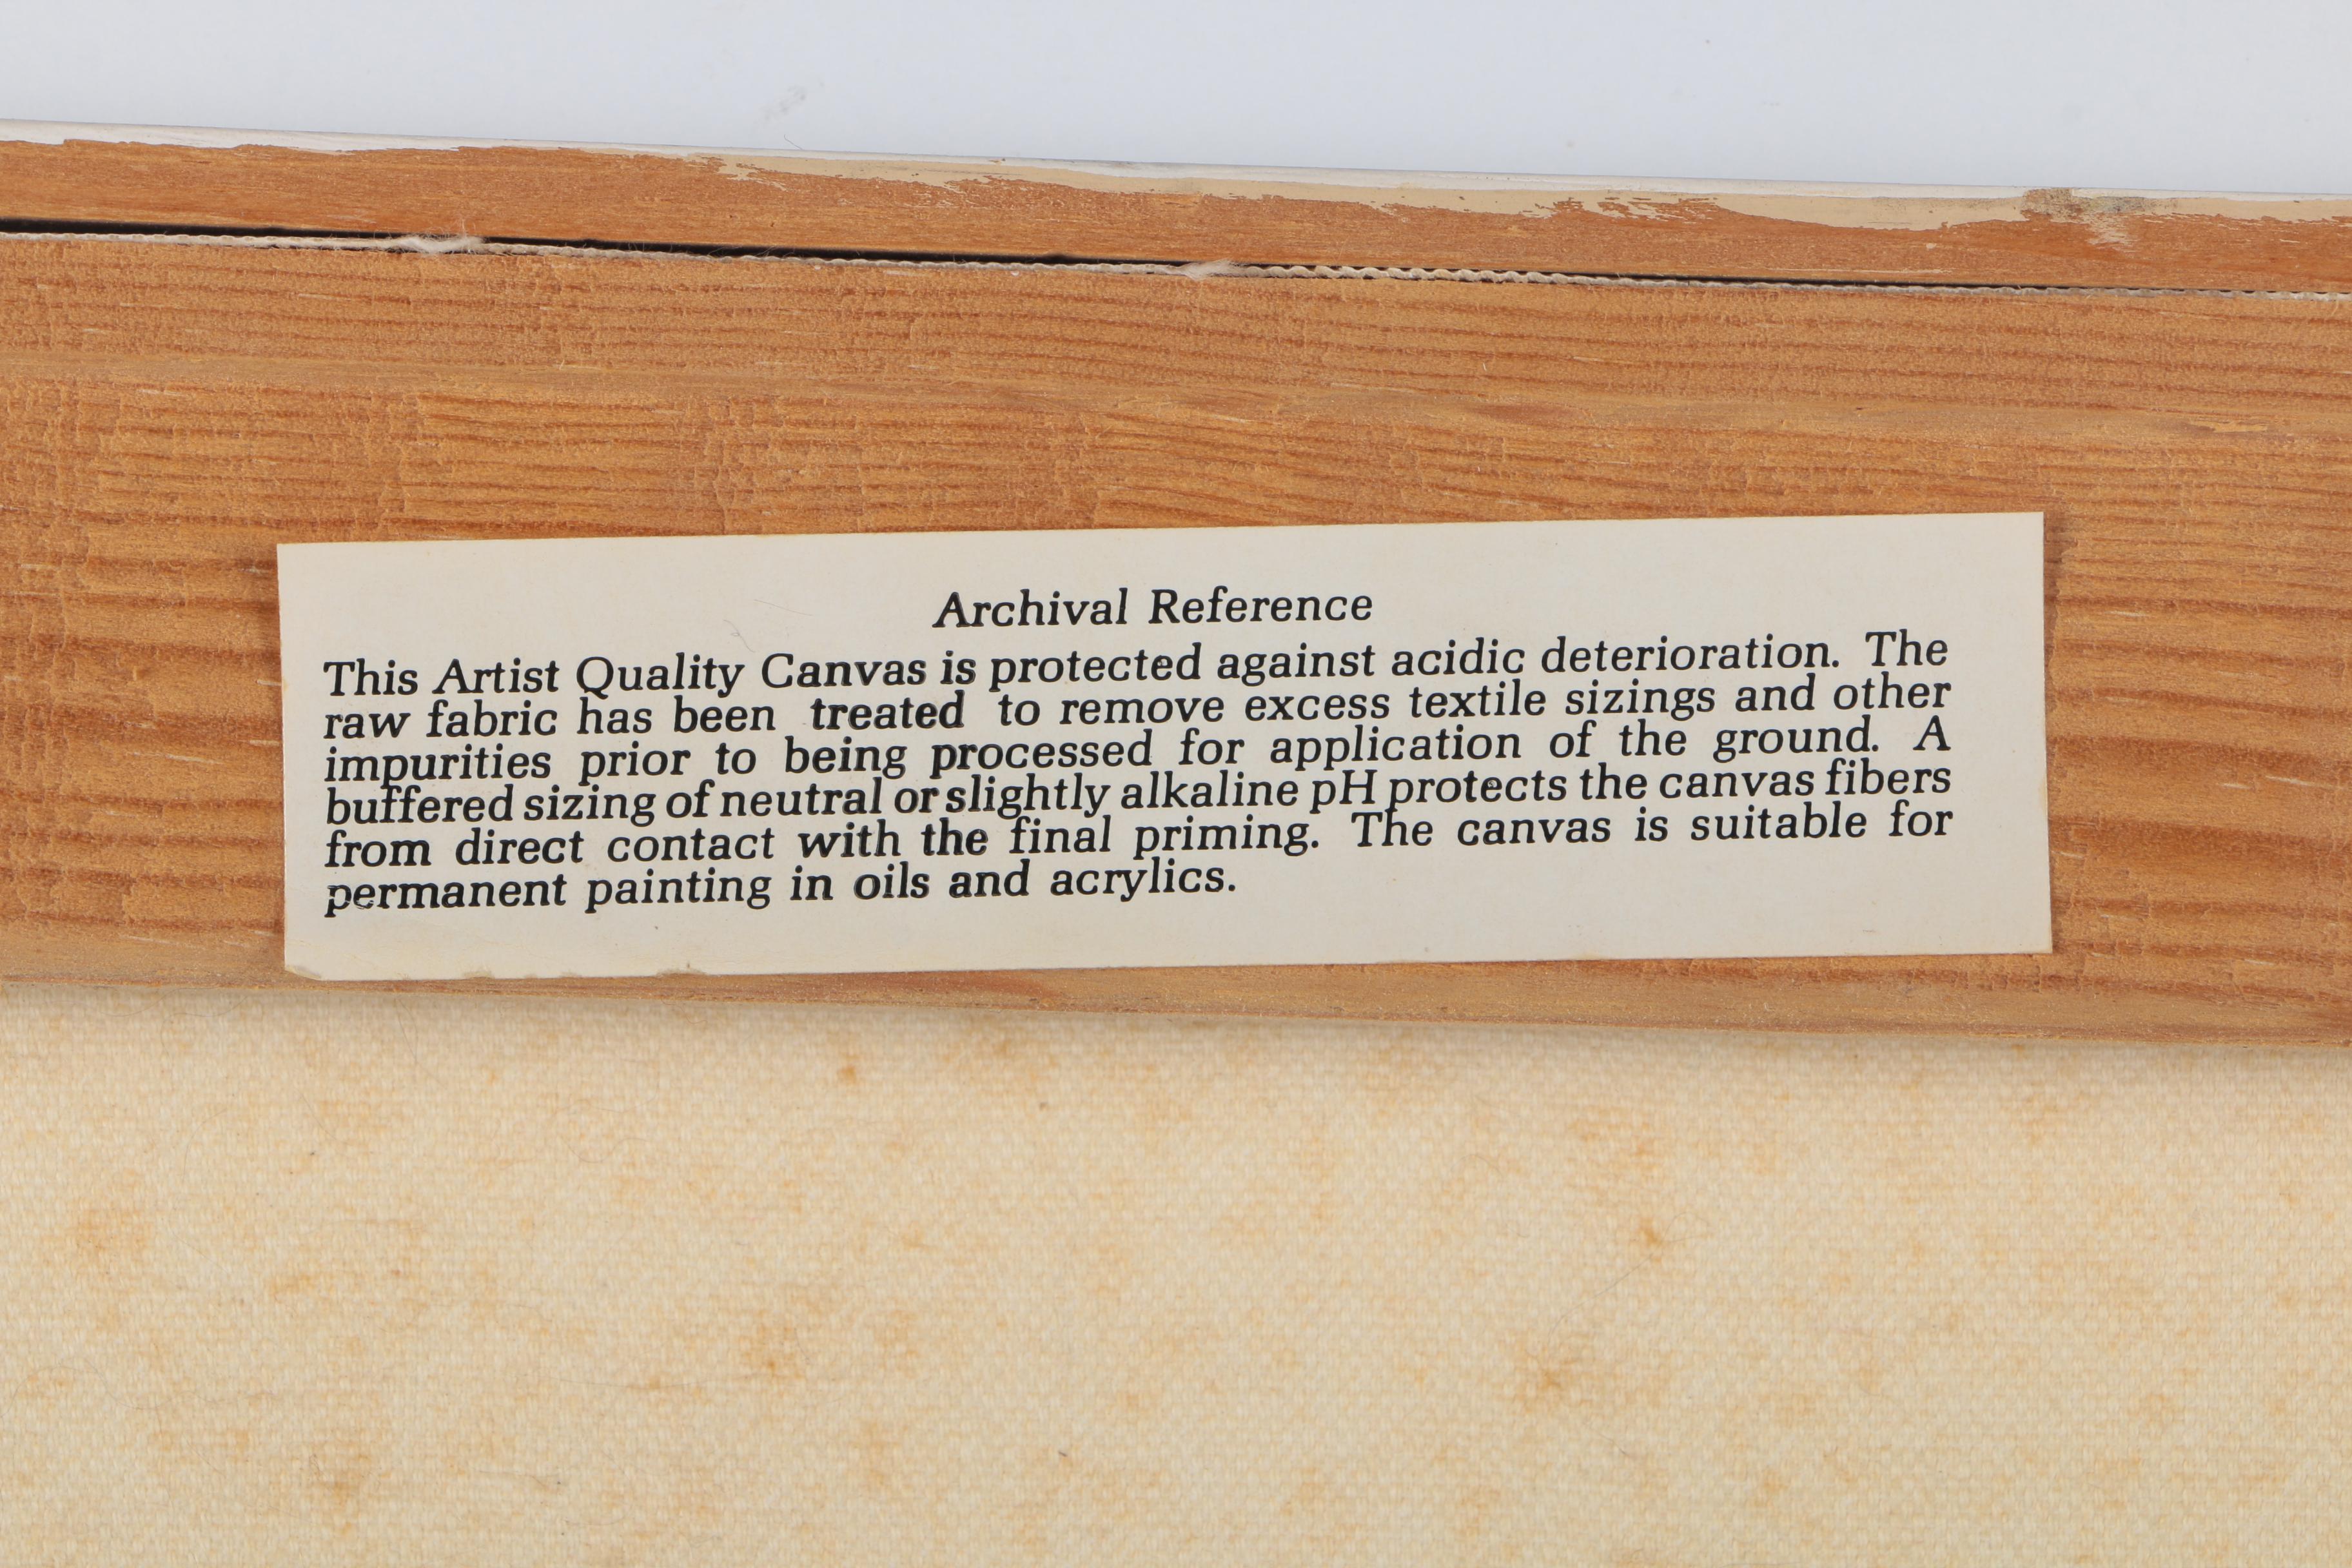 Archival Reference
This Artist Quality Canvas is protected against acidic deterioration. The
raw fabric has been treated to remove excess textile sizings and other
impurities prior to being processed for application of the ground. A
buffered sizing of neutral or slightly alkaline pH protects the canvas fibers
from direct contact with the final priming. The canvas is suitable for
permanent painting in oils and acrylics.